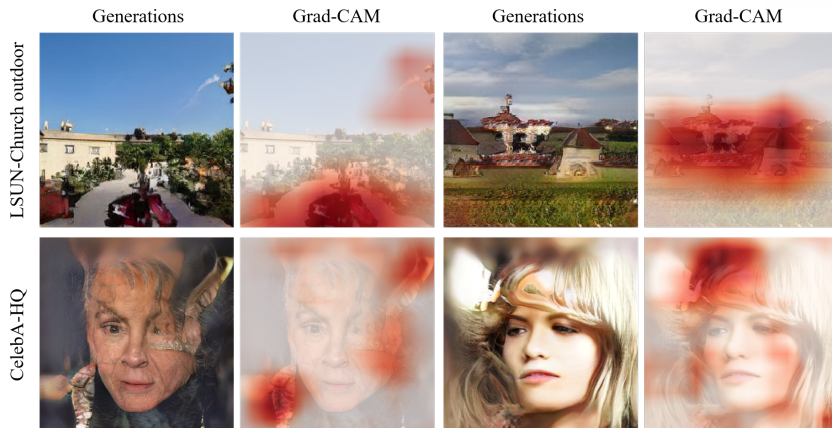 Generations Grad-CAM Generations Grad-CAM
LSUN-Church outdoor
CelebA-HQ